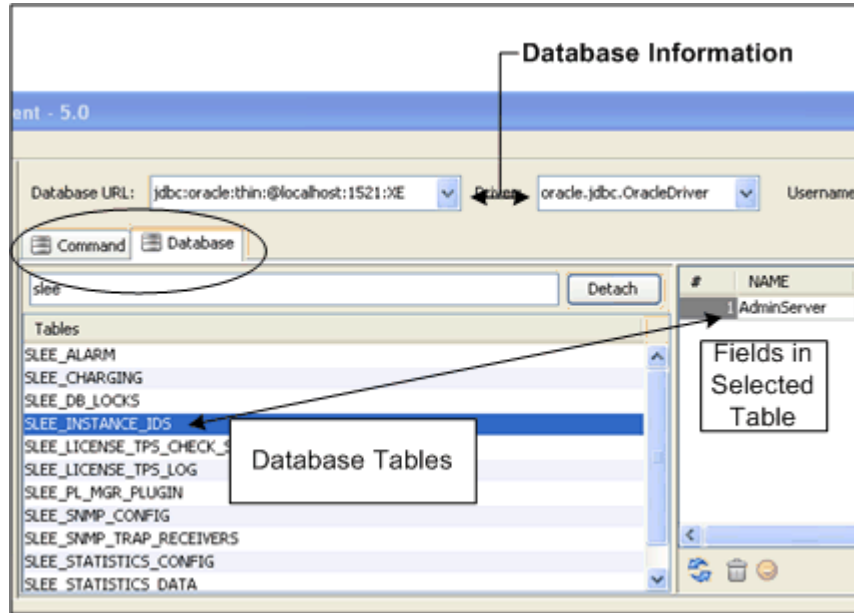 Database Information
ent - 5.0
Database URL: jdbc:oracle:thin:@localhost:1521:XE Driver: oracle.jdbc.OracleDriver Username
Command Database
slee Detach
# NAME
1 AdminServer
Tables
SLEE_ALARM
SLEE_CHARGING
SLEE_DB_LOCKS
SLEE_INSTANCE_IDS
SLEE_LICENSE_TPS_CHECK_S
SLEE_LICENSE_TPS_LOG
SLEE_PL_MGR_PLUGIN
SLEE_SNMP_CONFIG
SLEE_SNMP_TRAP_RECEIVERS
SLEE_STATISTICS_CONFIG
SLEE_STATISTICS_DATA
Database Tables
Fields in
Selected
Table